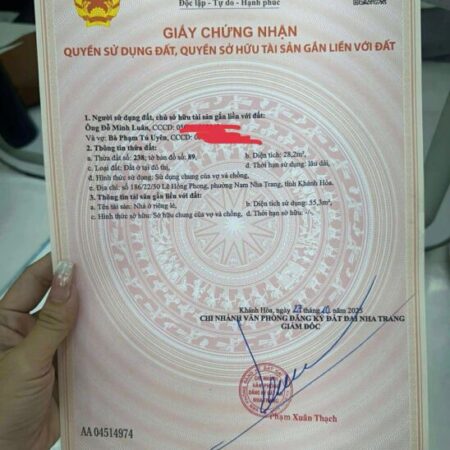 Độc lập - Tự do - Hạnh phúc
GIẤY CHỨNG NHẬN
QUYỀN SỬ DỤNG ĐẤT, QUYỀN SỞ HỮU TÀI SẢN GẮN LIỀN VỚI ĐẤT
1. Người sử dụng đất, chủ sở hữu tài sản gắn liền với đất:
Ông Đỗ Minh Luân, CCCD:
Và vợ: Bà Phạm Tú Uyên, CCCD:
2. Thông tin thửa đất:
a. Thửa đất số: 238; tờ bản đồ số: 89, b. Diện tích: 28,2m²,
c. Loại đất: Đất ở tại đô thị, d. Thời hạn sử dụng: lâu dài,
đ. Hình thức sử dụng: Sử dụng chung của vợ và chồng,
e. Địa chỉ: số 186/22/50 Lê Hồng Phong, phường Nam Nha Trang, tỉnh Khánh Hòa.
3. Thông tin tài sản gắn liền với đất:
a. Tên tài sản: Nhà ở riêng lẻ, b. Diện tích sử dụng: 55,3m²,
c. Hình thức sở hữu: Sở hữu chung của vợ và chồng, d. Thời hạn sở hữu: -/-.
Khánh Hòa, ngày tháng 10 năm 2025
CHI NHÁNH VĂN PHÒNG ĐĂNG KÝ ĐẤT ĐAI NHA TRANG
GIÁM ĐỐC
Phạm Xuân Thạch
AA 04514974